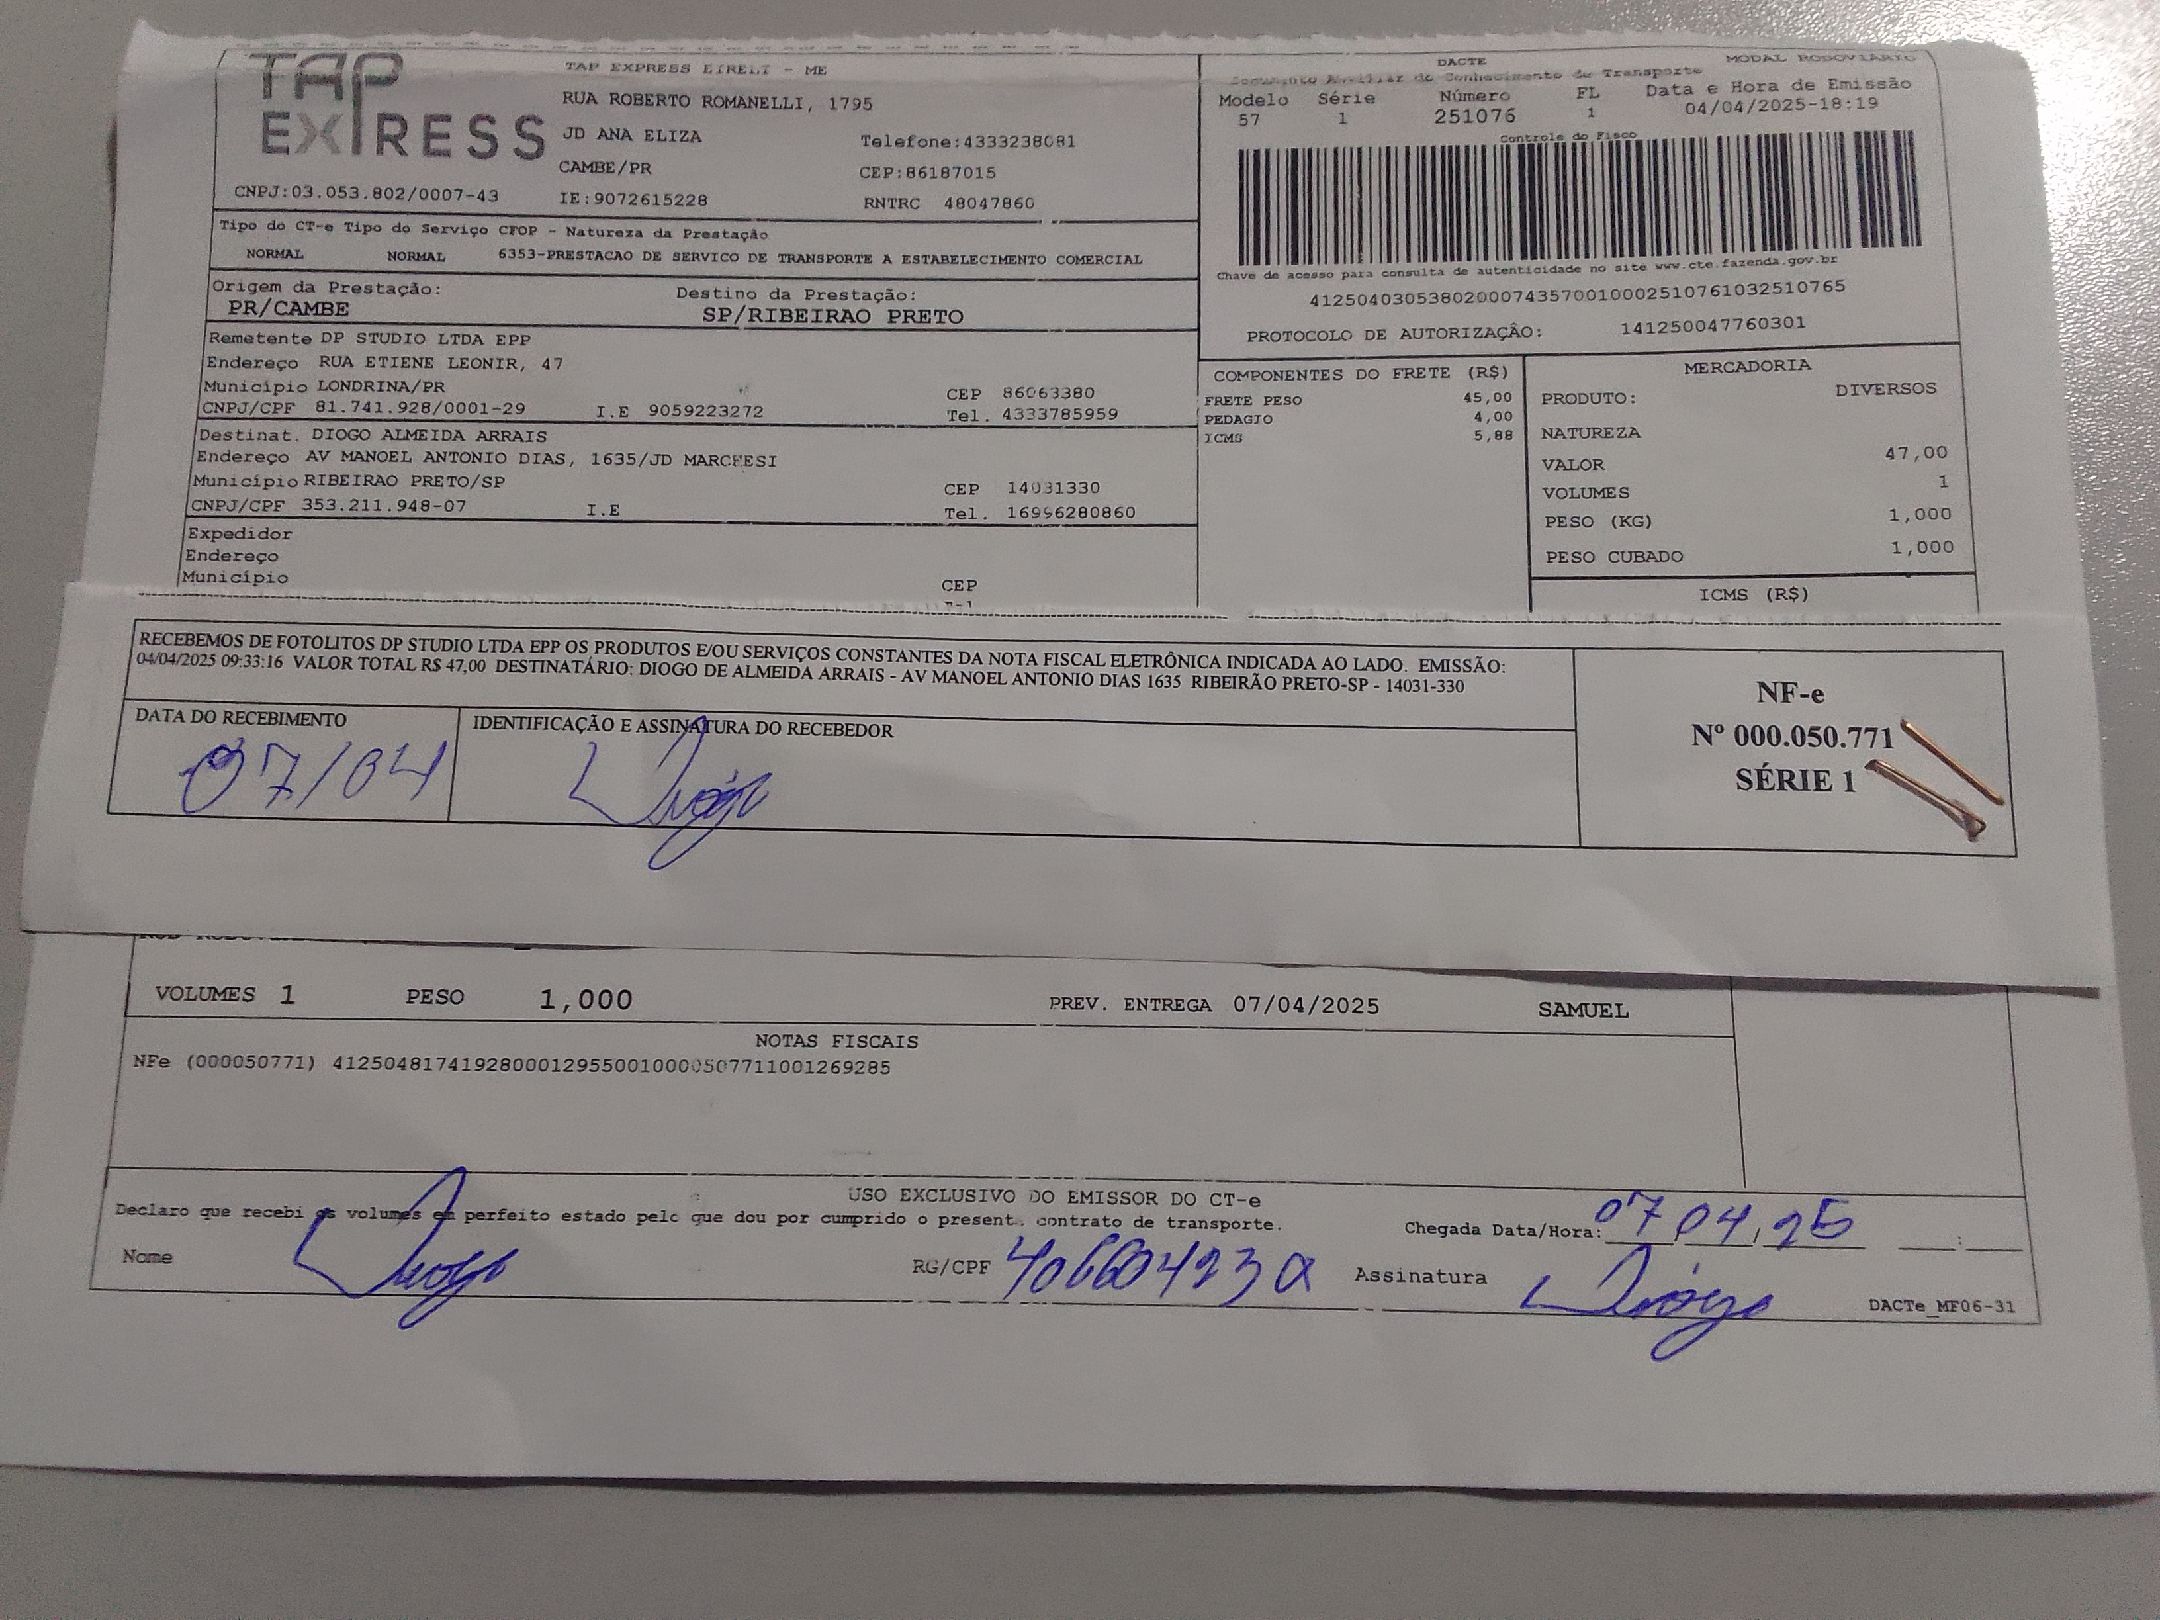 TAP EXPRESS
TAP EXPRESS EIRELI - ME
RUA ROBERTO ROMANELLI, 1795
JD ANA ELIZA Telefone:4333238081
CAMBE/PR CEP:86187015
CNPJ:03.053.802/0007-43 IE:9072615228 RNTRC 48047860
DACTE MODAL RODOVIARIO
Documento Auxiliar do Conhecimento de Transporte
Modelo Série Número FL Data e Hora de Emissão
57 1 251076 1 04/04/2025-18:19
Controle do Fisco
Chave de acesso para consulta de autenticidade no site www.cte.fazenda.gov.br
41250403053802000743570010002510761032510765
PROTOCOLO DE AUTORIZAÇÃO: 141250047760301
Tipo do CT-e Tipo do Serviço CFOP - Natureza da Prestação
NORMAL NORMAL 6353-PRESTACAO DE SERVICO DE TRANSPORTE A ESTABELECIMENTO COMERCIAL
Origem da Prestação: Destino da Prestação:
PR/CAMBE SP/RIBEIRAO PRETO
Remetente DP STUDIO LTDA EPP
Endereço RUA ETIENE LEONIR, 47
Município LONDRINA/PR CEP 86063380
CNPJ/CPF 81.741.928/0001-29 I.E 9059223272 Tel. 4333785959
Destinat. DIOGO ALMEIDA ARRAIS
Endereço AV MANOEL ANTONIO DIAS, 1635/JD MARCHESI
Município RIBEIRAO PRETO/SP CEP 14031330
CNPJ/CPF 353.211.948-07 I.E Tel. 16996280860
Expedidor
Endereço
Município CEP
COMPONENTES DO FRETE (R$)
FRETE PESO 45,00
PEDAGIO 4,00
ICMS 5,88
MERCADORIA
PRODUTO: DIVERSOS
NATUREZA
VALOR 47,00
VOLUMES 1
PESO (KG) 1,000
PESO CUBADO 1,000
ICMS (R$)
RECEBEMOS DE FOTOLITOS DP STUDIO LTDA EPP OS PRODUTOS E/OU SERVIÇOS CONSTANTES DA NOTA FISCAL ELETRÔNICA INDICADA AO LADO. EMISSÃO:
04/04/2025 09:33:16 VALOR TOTAL R$ 47,00 DESTINATÁRIO: DIOGO DE ALMEIDA ARRAIS - AV MANOEL ANTONIO DIAS 1635 RIBEIRÃO PRETO-SP - 14031-330
DATA DO RECEBIMENTO IDENTIFICAÇÃO E ASSINATURA DO RECEBEDOR
07/04 Diogo
NF-e
Nº 000.050.771
SÉRIE 1
VOLUMES 1 PESO 1,000 PREV. ENTREGA 07/04/2025 SAMUEL
NOTAS FISCAIS
NFe (000050771) 41250481741928000129550010000507711001269285
USO EXCLUSIVO DO EMISSOR DO CT-e
Declaro que recebi os volumes em perfeito estado pelo que dou por cumprido o present. contrato de transporte. Chegada Data/Hora: 07 04 25 :
Nome Diogo RG/CPF Assinatura Diogo
DACTe_MF06-31